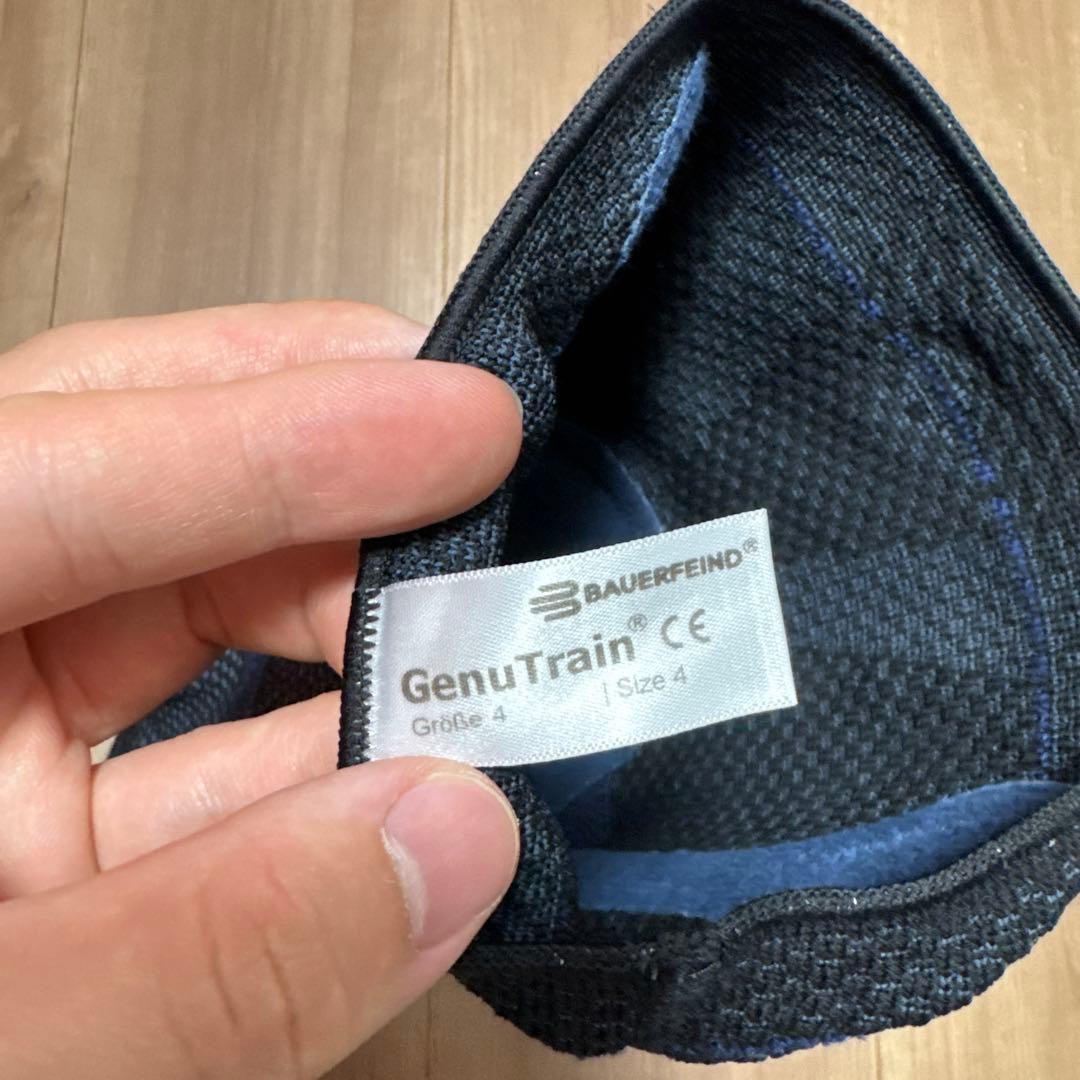 BAUERFEIND®
GenuTrain® CE
Größe 4 | Size 4